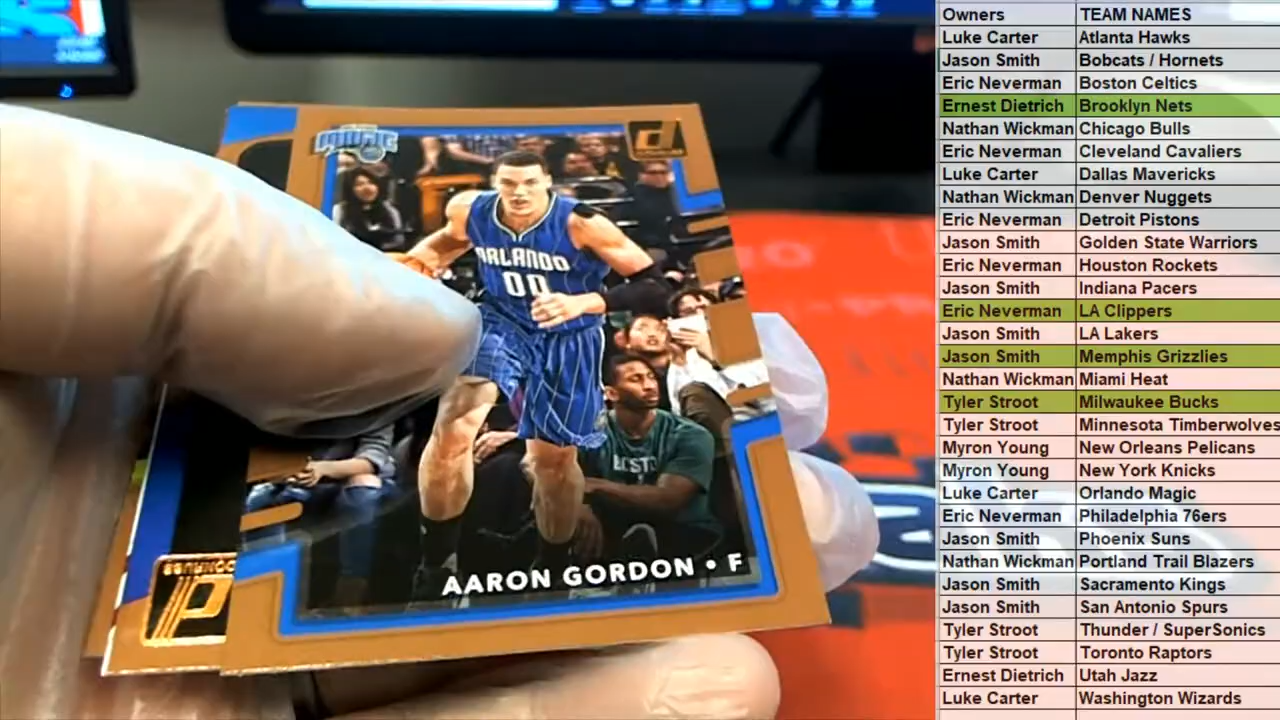 MAGIC
ORLANDO
00
BOST
AARON GORDON • F
DONRUSS
Owners TEAM NAMES
Luke Carter Atlanta Hawks
Jason Smith Bobcats / Hornets
Eric Neverman Boston Celtics
Ernest Dietrich Brooklyn Nets
Nathan Wickman Chicago Bulls
Eric Neverman Cleveland Cavaliers
Luke Carter Dallas Mavericks
Nathan Wickman Denver Nuggets
Eric Neverman Detroit Pistons
Jason Smith Golden State Warriors
Eric Neverman Houston Rockets
Jason Smith Indiana Pacers
Eric Neverman LA Clippers
Jason Smith LA Lakers
Jason Smith Memphis Grizzlies
Nathan Wickman Miami Heat
Tyler Stroot Milwaukee Bucks
Tyler Stroot Minnesota Timberwolves
Myron Young New Orleans Pelicans
Myron Young New York Knicks
Luke Carter Orlando Magic
Eric Neverman Philadelphia 76ers
Jason Smith Phoenix Suns
Nathan Wickman Portland Trail Blazers
Jason Smith Sacramento Kings
Jason Smith San Antonio Spurs
Tyler Stroot Thunder / SuperSonics
Tyler Stroot Toronto Raptors
Ernest Dietrich Utah Jazz
Luke Carter Washington Wizards